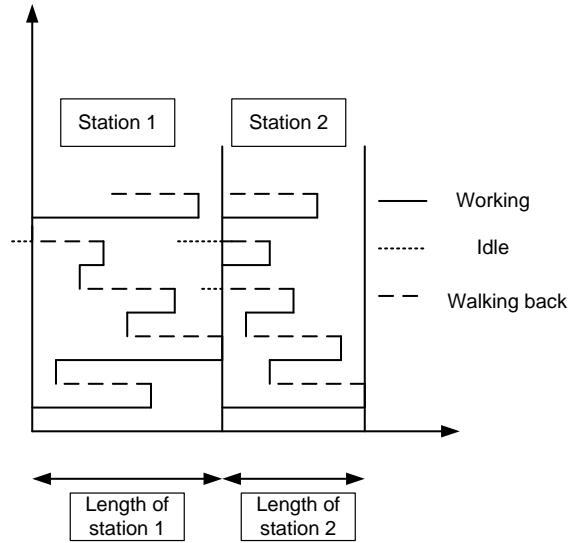 Station 1
Station 2
Working
Idle
Walking back
Length of
station 1
Length of
station 2